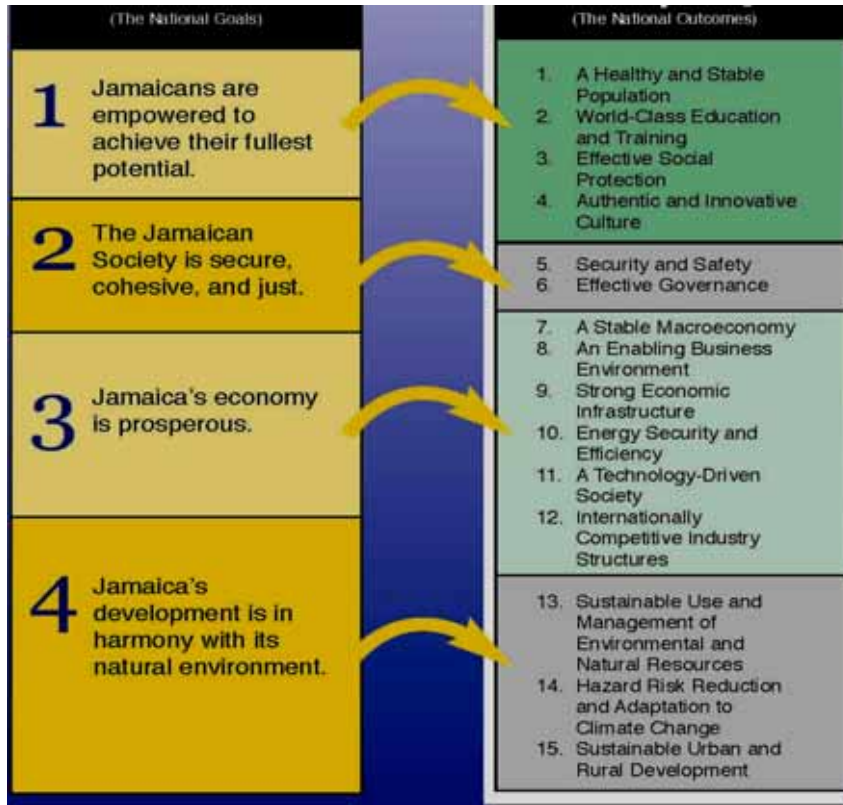 (The National Goals)
1 Jamaicans are
empowered to
achieve their fullest
potential.
2 The Jamaican
Society is secure,
cohesive, and just.
3 Jamaica's economy
is prosperous.
4 Jamaica's
development is in
harmony with its
natural environment.
(The National Outcomes)
1. A Healthy and Stable
Population
2. World-Class Education
and Training
3. Effective Social
Protection
4. Authentic and Innovative
Culture
5. Security and Safety
6. Effective Governance
7. A Stable Macroeconomy
8. An Enabling Business
Environment
9. Strong Economic
Infrastructure
10. Energy Security and
Efficiency
11. A Technology-Driven
Society
12. Internationally
Competitive Industry
Structures
13. Sustainable Use and
Management of
Environmental and
Natural Resources
14. Hazard Risk Reduction
and Adaptation to
Climate Change
15. Sustainable Urban and
Rural Development